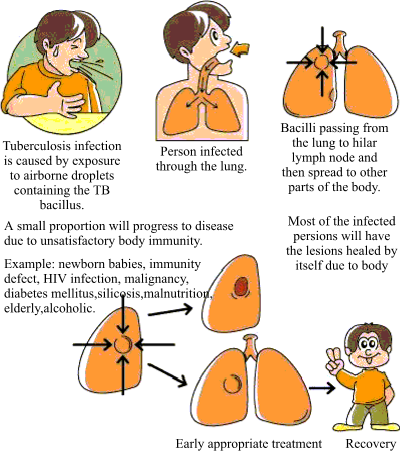 Tuberculosis infection
is caused by exposure
to airborne droplets
containing the TB
bacillus.
Person infected
through the lung.
Bacilli passing from
the lung to hilar
lymph node and
then spread to other
parts of the body.
A small proportion will progress to disease
due to unsatisfactory body immunity.
Example: newborn babies, immunity
defect, HIV infection, malignancy,
diabetes mellitus,silicosis,malnutrition,
elderly,alcoholic.
Most of the infected
persions will have
the lesions healed by
itself due to body
Early appropriate treatment
Recovery